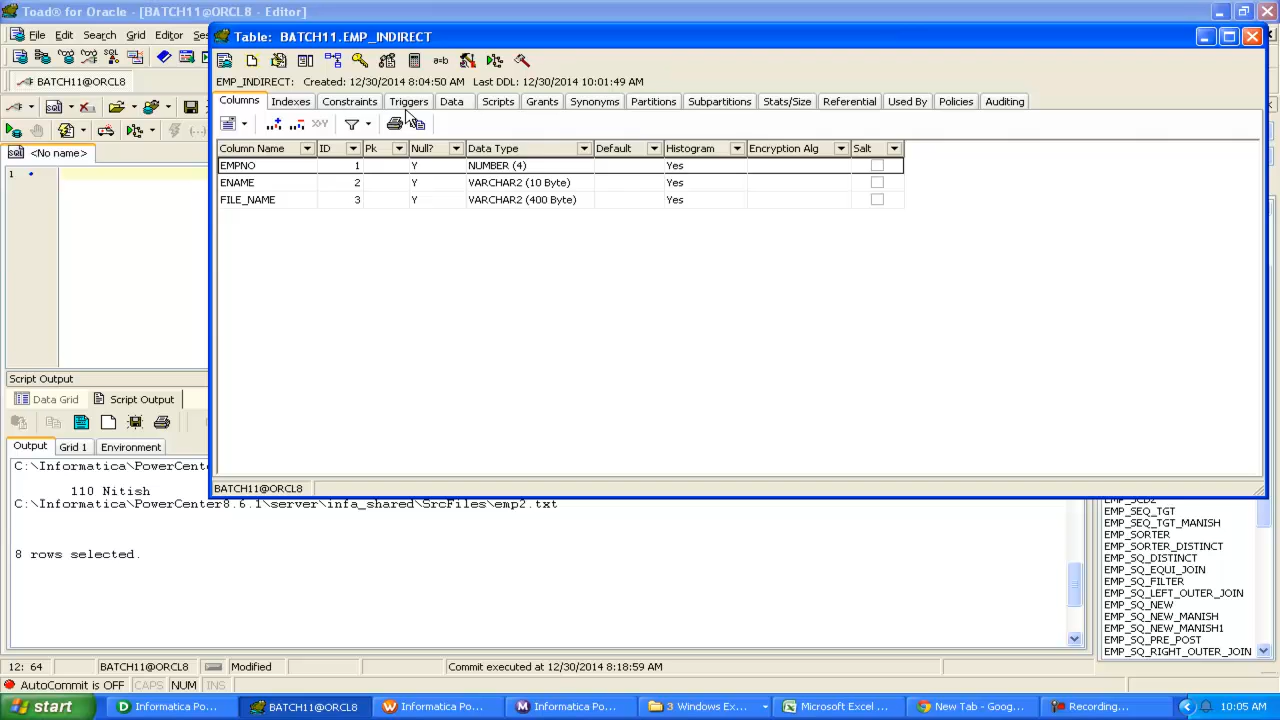 Toad® for Oracle - [BATCH11@ORCL8 - Editor]
File Edit Search Grid Editor Ses
Table: BATCH11.EMP_INDIRECT
BATCH11@ORCL8
EMP_INDIRECT: Created: 12/30/2014 8:04:50 AM Last DDL: 12/30/2014 10:01:49 AM
Columns Indexes Constraints Triggers Data Scripts Grants Synonyms Partitions Subpartitions Stats/Size Referential Used By Policies Auditing
sql
sql <No name>
1
Column Name ID Pk Null? Data Type Default Histogram Encryption Alg Salt
EMPNO 1 Y NUMBER (4) Yes
ENAME 2 Y VARCHAR2 (10 Byte) Yes
FILE_NAME 3 Y VARCHAR2 (400 Byte) Yes
BATCH11@ORCL8
Script Output
Data Grid Script Output
Output Grid 1 Environment
C:\Informatica\PowerCente
110 Nitish
C:\Informatica\PowerCenter8.6.1\server\infa_shared\SrcFiles\emp2.txt
8 rows selected.
EMP_SEQ_TGT
EMP_SEQ_TGT_MANISH
EMP_SORTER
EMP_SORTER_DISTINCT
EMP_SQ_DISTINCT
EMP_SQ_EQUI_JOIN
EMP_SQ_FILTER
EMP_SQ_LEFT_OUTER_JOIN
EMP_SQ_NEW
EMP_SQ_NEW_MANISH
EMP_SQ_NEW_MANISH1
EMP_SQ_PRE_POST
EMP_SQ_RIGHT_OUTER_JOIN
12: 64 BATCH11@ORCL8 Modified Commit executed at 12/30/2014 8:18:59 AM
AutoCommit is OFF CAPS NUM INS
start Informatica Po... BATCH11@ORCL8 Informatica Po... Informatica Po... 3 Windows Ex... Microsoft Excel ... New Tab - Goog... Recording... 10:05 AM